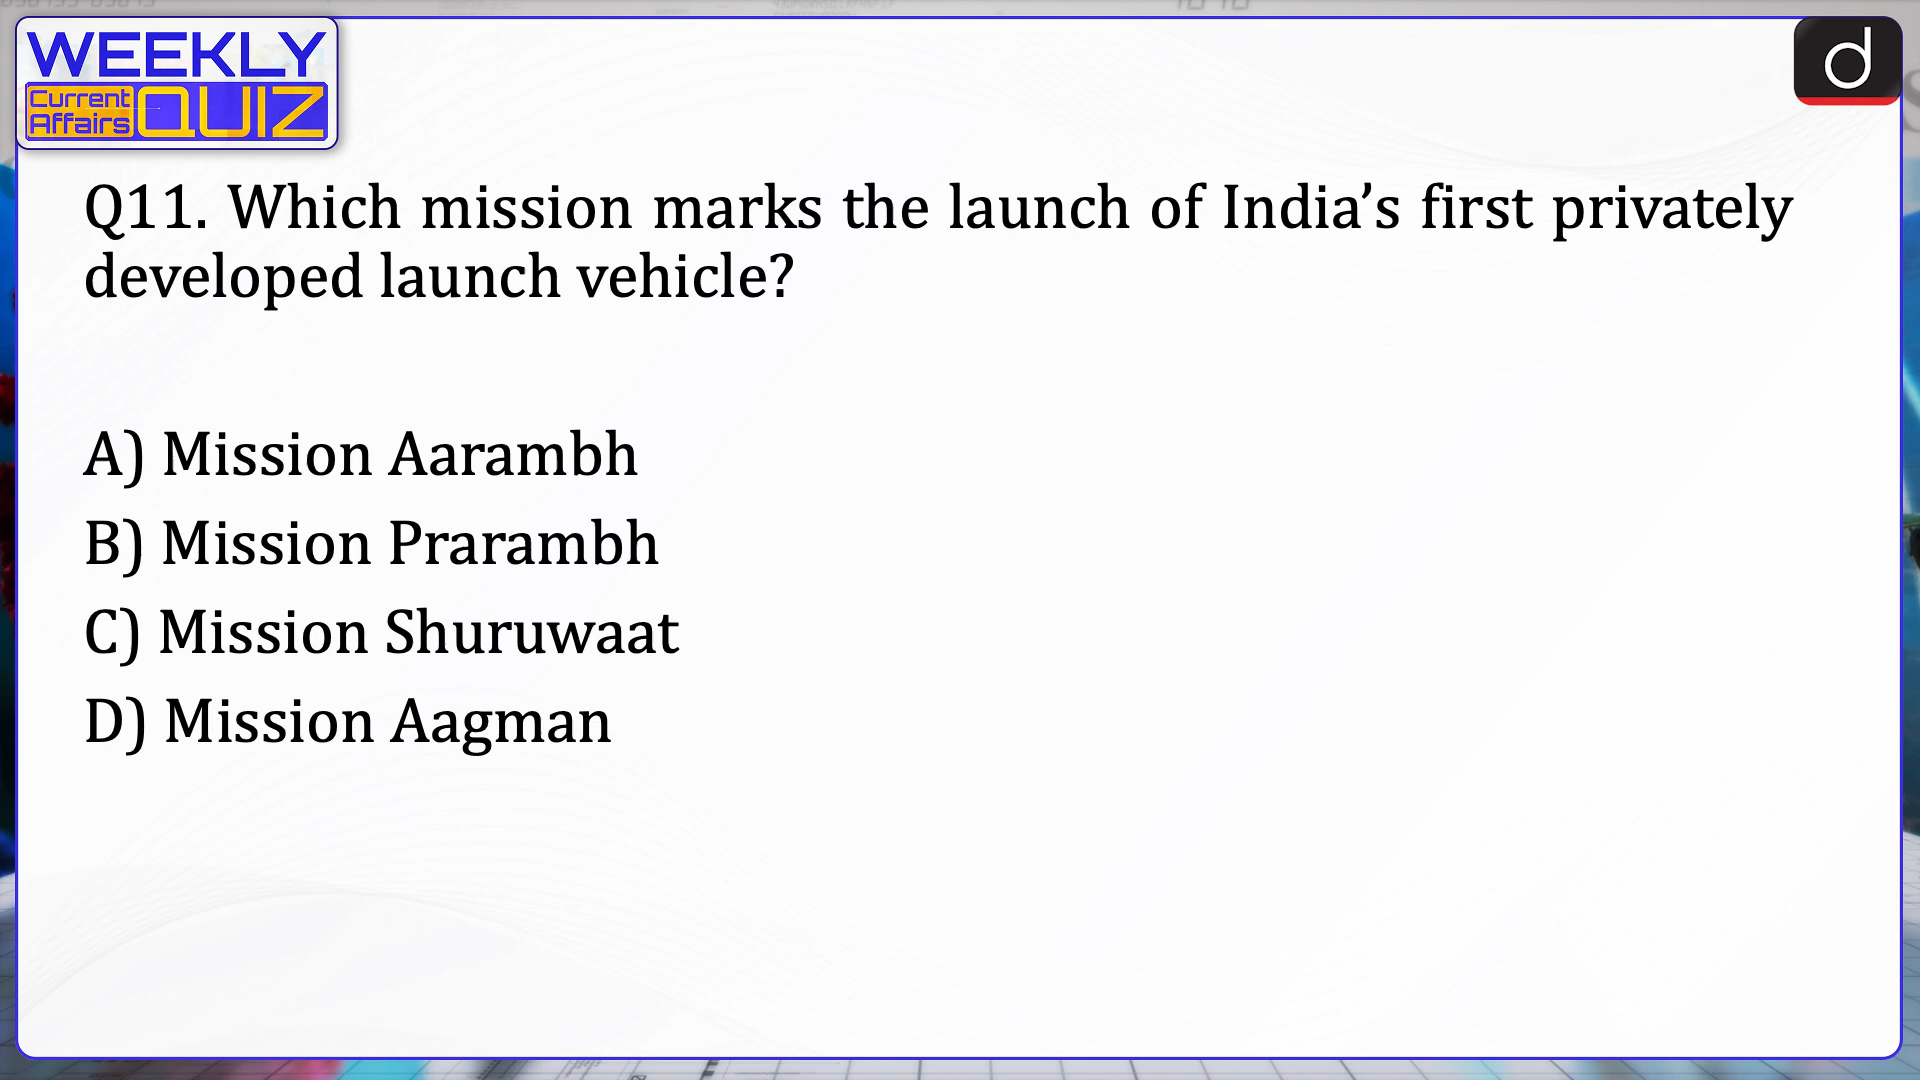 WEEKLY
Current
Affairs
QUIZ
d
Q11. Which mission marks the launch of India’s first privately
developed launch vehicle?
A) Mission Aarambh
B) Mission Prarambh
C) Mission Shuruwaat
D) Mission Aagman